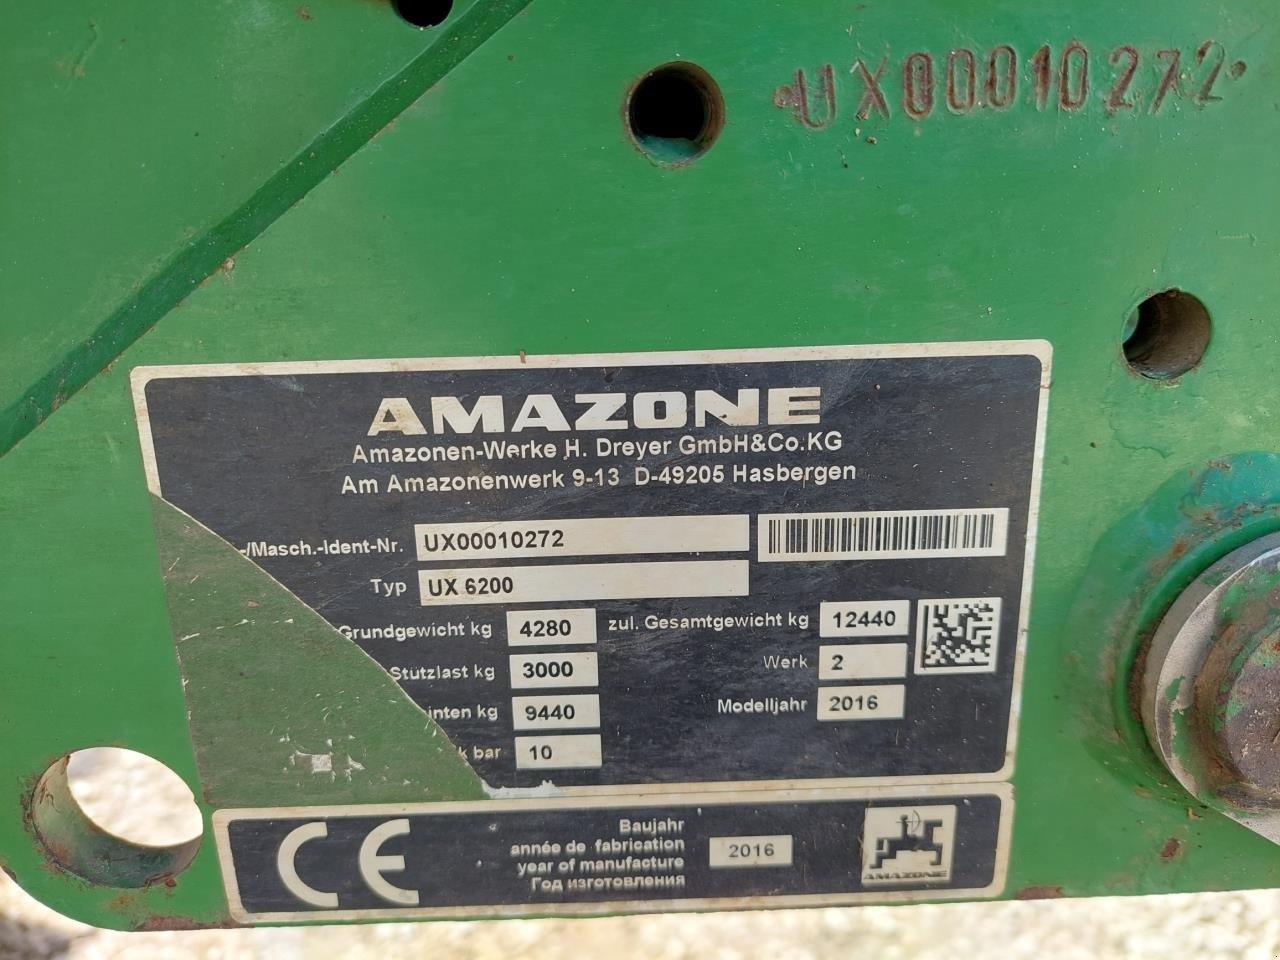 UX00010272
AMAZONE
Amazonen-Werke H. Dreyer GmbH&Co.KG
Am Amazonenwerk 9-13 D-49205 Hasbergen
-/Masch.-Ident-Nr. UX00010272
Typ UX 6200
Grundgewicht kg 4280 zul. Gesamtgewicht kg 12440
Stützlast kg 3000 Werk 2
inten kg 9440 Modelljahr 2016
k bar 10
CE
Baujahr
année de fabrication
year of manufacture 2016
Год изготовления
AMAZONE